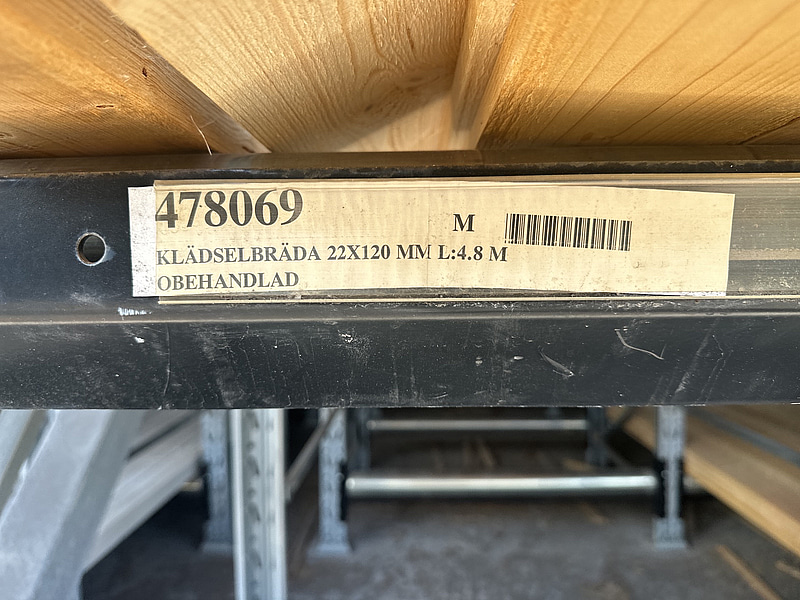 478069
M
KLÄDSELBRÄDA 22X120 MM L:4.8 M
OBEHANDLAD